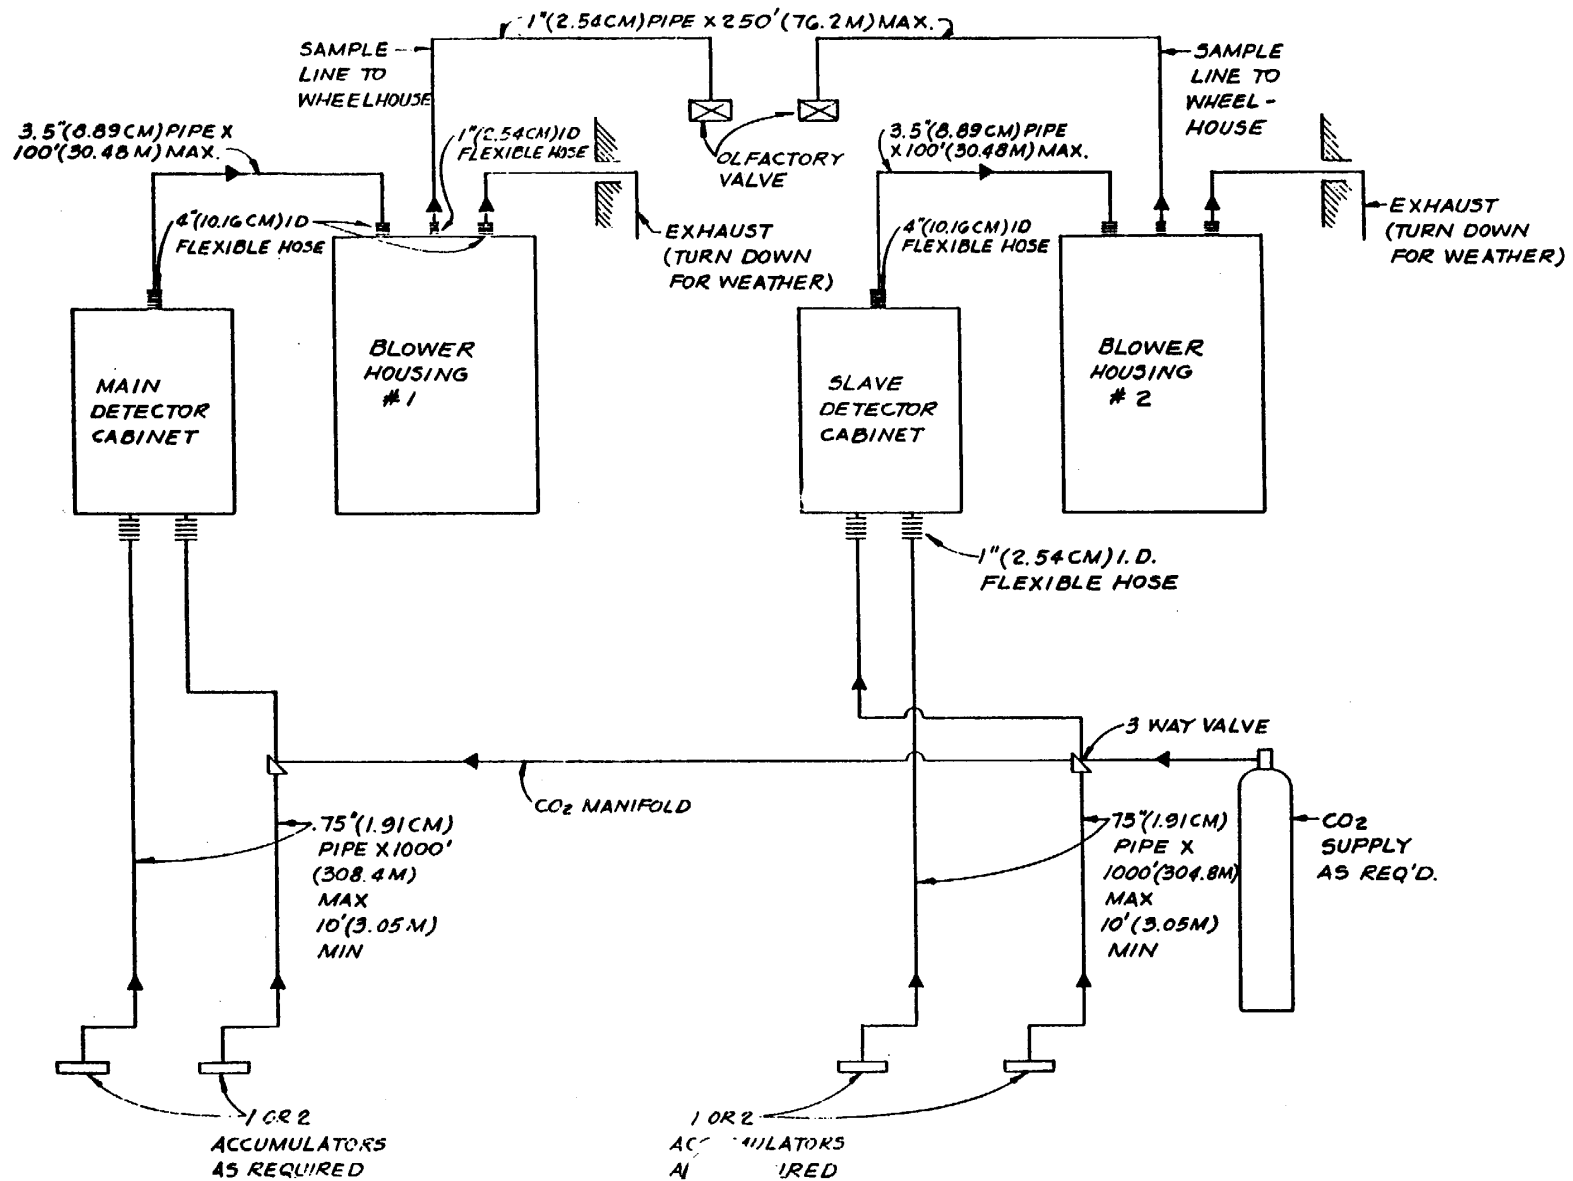 1"(2.54CM)PIPE X 250'(76.2M)MAX.
SAMPLE
LINE TO
WHEELHOUSE
SAMPLE
LINE TO
WHEEL-
HOUSE
3.5"(8.89CM)PIPE X
100'(30.48M)MAX.
1"(2.54CM)ID
FLEXIBLE HOSE
OLFACTORY
VALVE
3.5"(8.89CM)PIPE
X100'(30.48M)MAX.
4"(10.16CM)ID
FLEXIBLE HOSE
EXHAUST
(TURN DOWN
FOR WEATHER)
4"(10.16CM)ID
FLEXIBLE HOSE
EXHAUST
(TURN DOWN
FOR WEATHER)
MAIN
DETECTOR
CABINET
BLOWER
HOUSING
#1
SLAVE
DETECTOR
CABINET
BLOWER
HOUSING
#2
1"(2.54CM)I.D.
FLEXIBLE HOSE
3 WAY VALVE
CO2 MANIFOLD
.75"(1.91CM)
PIPE X1000'
(308.4M)
MAX
10'(3.05M)
MIN
75"(1.91CM)
PIPE X
1000'(304.8M)
MAX
10'(3.05M)
MIN
CO2
SUPPLY
AS REQ'D.
1 OR 2
ACCUMULATORS
AS REQUIRED
1 OR 2